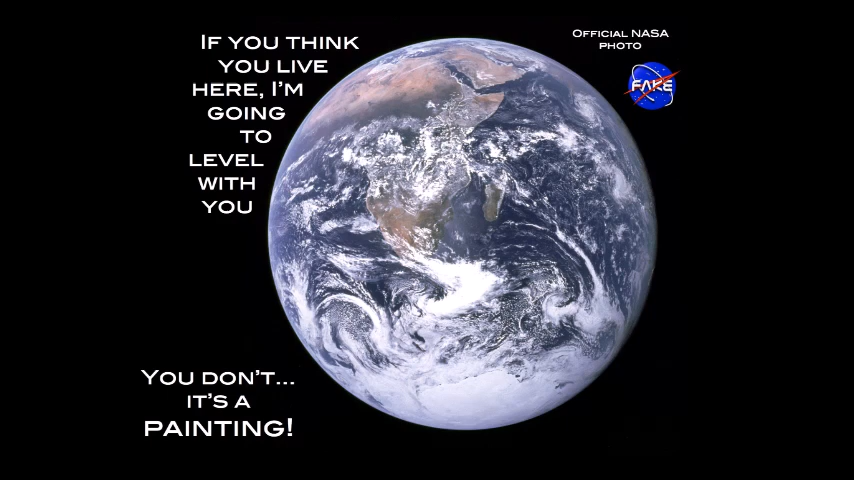 If you think
you live
here, I'm
going
to
level
with
you
Official NASA
photo
FAKE
You don't...
it's a
painting!